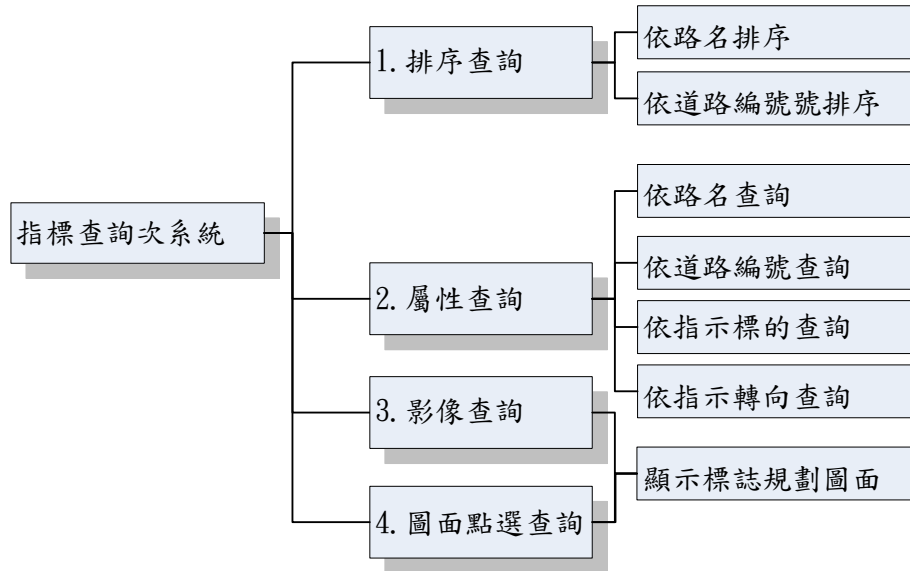 指標查詢次系統
1. 排序查詢
依路名排序
依道路編號號排序
2. 屬性查詢
依路名查詢
依道路編號查詢
依指示標的查詢
依指示轉向查詢
3. 影像查詢
4. 圖面點選查詢
顯示標誌規劃圖面